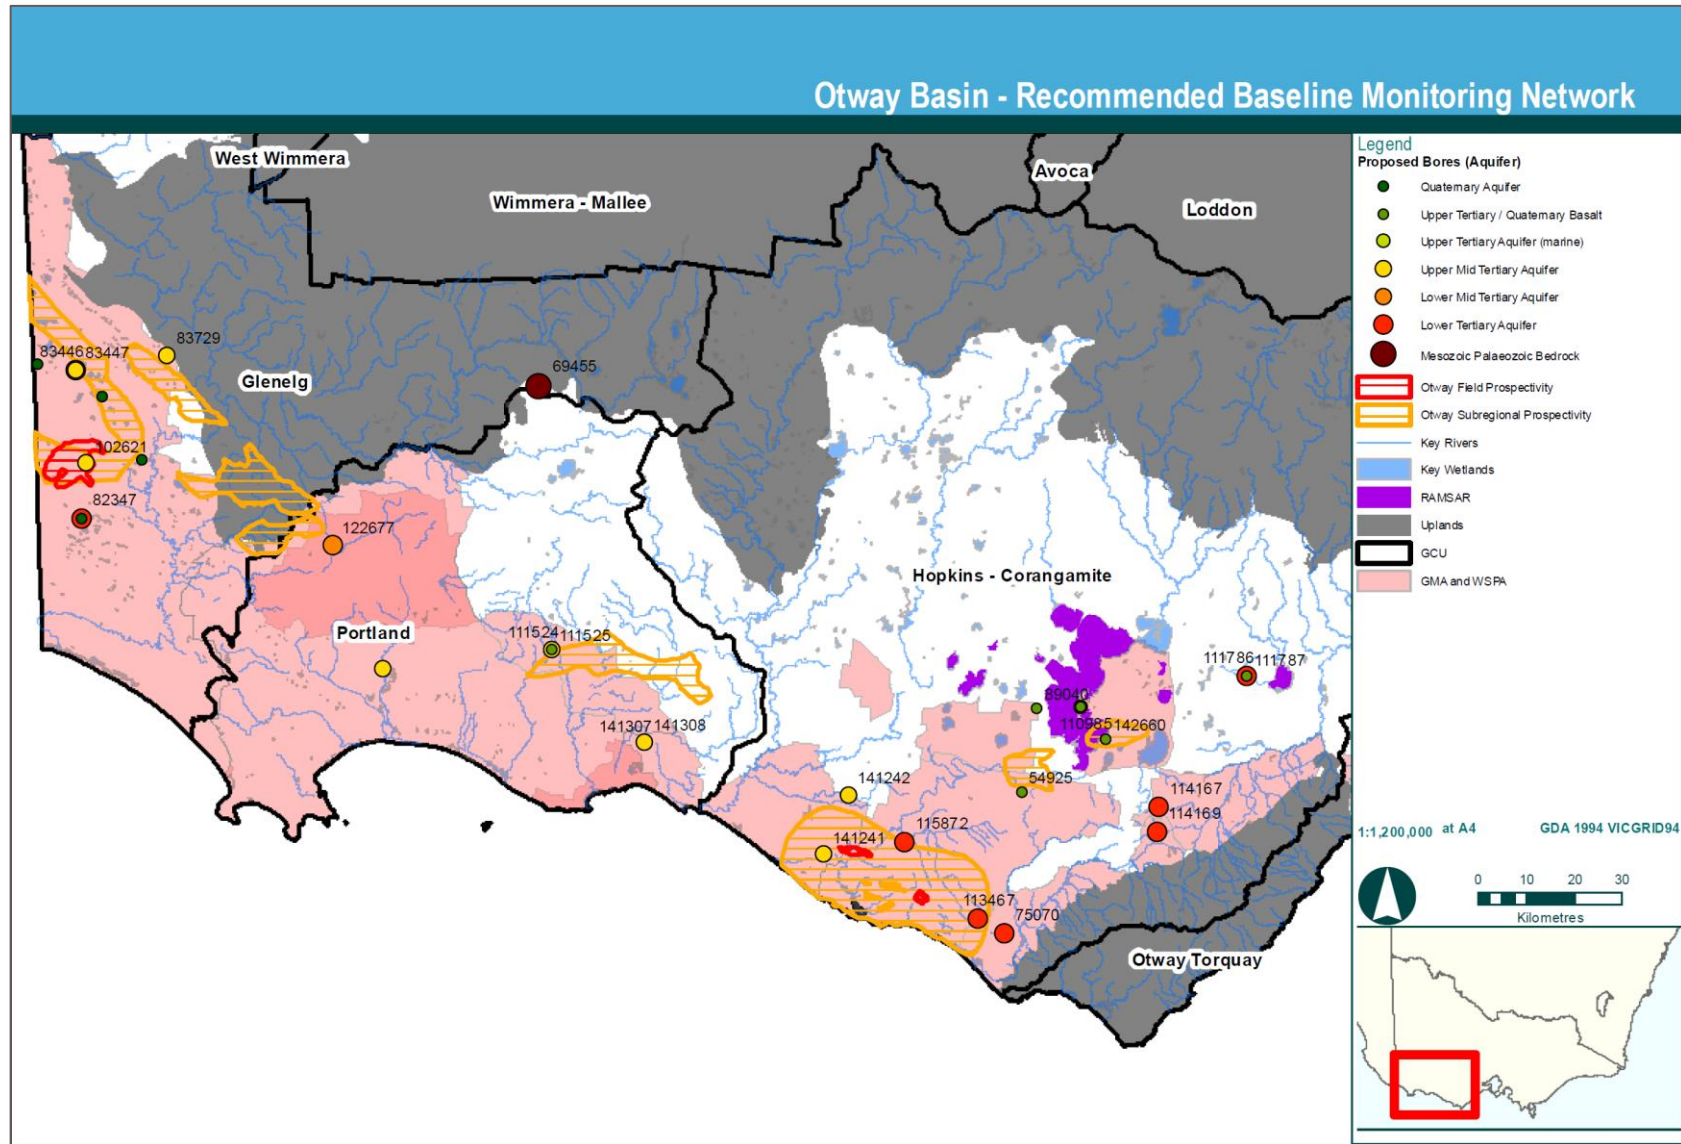 Otway Basin - Recommended Baseline Monitoring Network
West Wimmera
Wimmera - Mallee
Avoca
Loddon
83446 83447
83729
Glenelg
69455
102621
82347
122677
Hopkins - Corangamite
Portland
111524 111525
111786 111787
89040
141307 141308
110985 142660
141242
54925
114167
114169
115872
141241
113467
75070
Otway Torquay
Legend
Proposed Bores (Aquifer)
Quaternary Aquifer
Upper Tertiary / Quaternary Basalt
Upper Tertiary Aquifer (marine)
Upper Mid Tertiary Aquifer
Lower Mid Tertiary Aquifer
Lower Tertiary Aquifer
Mesozoic Palaeozoic Bedrock
Otway Field Prospectivity
Otway Subregional Prospectivity
Key Rivers
Key Wetlands
RAMSAR
Uplands
GCU
GMA and WSPA
1:1,200,000 at A4 GDA 1994 VICGRID94
0 10 20 30
Kilometres